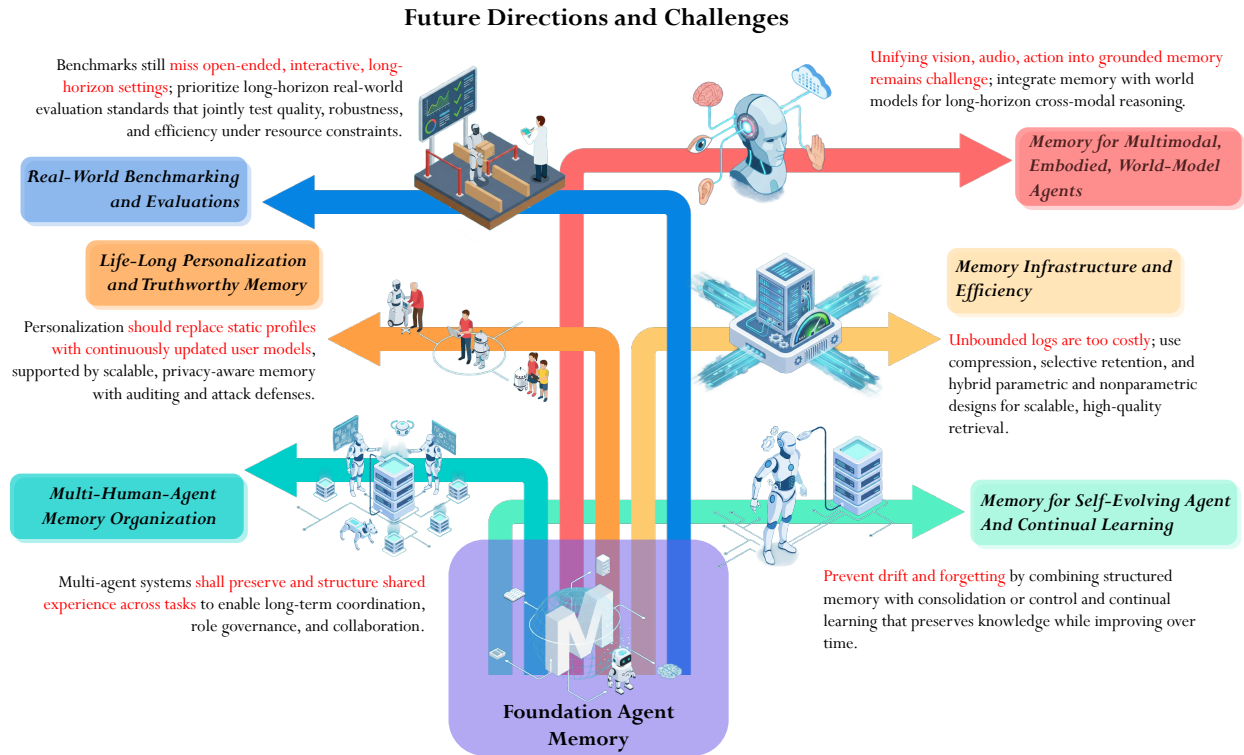 Future Directions and Challenges
Benchmarks still miss open-ended, interactive, long-
horizon settings; prioritize long-horizon real-world
evaluation standards that jointly test quality, robustness,
and efficiency under resource constraints.
Real-World Benchmarking
and Evaluations
Unifying vision, audio, action into grounded memory
remains challenge; integrate memory with world
models for long-horizon cross-modal reasoning.
Memory for Multimodal,
Embodied, World-Model
Agents
Life-Long Personalization
and Truthworthy Memory
Personalization should replace static profiles
with continuously updated user models,
supported by scalable, privacy-aware memory
with auditing and attack defenses.
Memory Infrastructure and
Efficiency
Unbounded logs are too costly; use
compression, selective retention, and
hybrid parametric and nonparametric
designs for scalable, high-quality
retrieval.
Multi-Human-Agent
Memory Organization
Multi-agent systems shall preserve and structure shared
experience across tasks to enable long-term coordination,
role governance, and collaboration.
Memory for Self-Evolving Agent
And Continual Learning
Prevent drift and forgetting by combining structured
memory with consolidation or control and continual
learning that preserves knowledge while improving over
time.
M
Foundation Agent
Memory